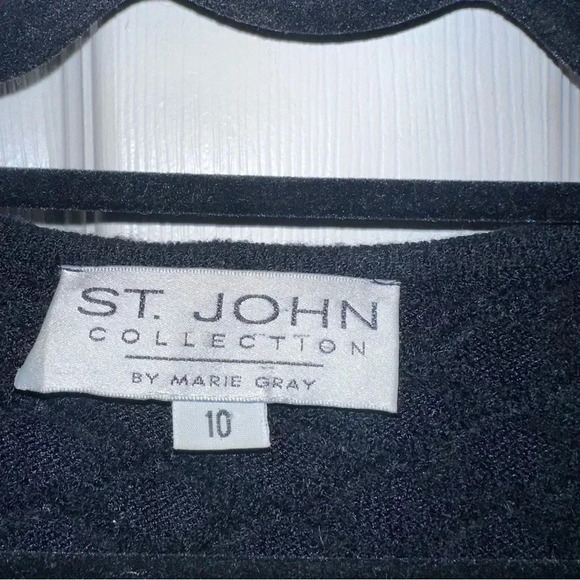 ST. JOHN
COLLECTION
BY MARIE GRAY
10